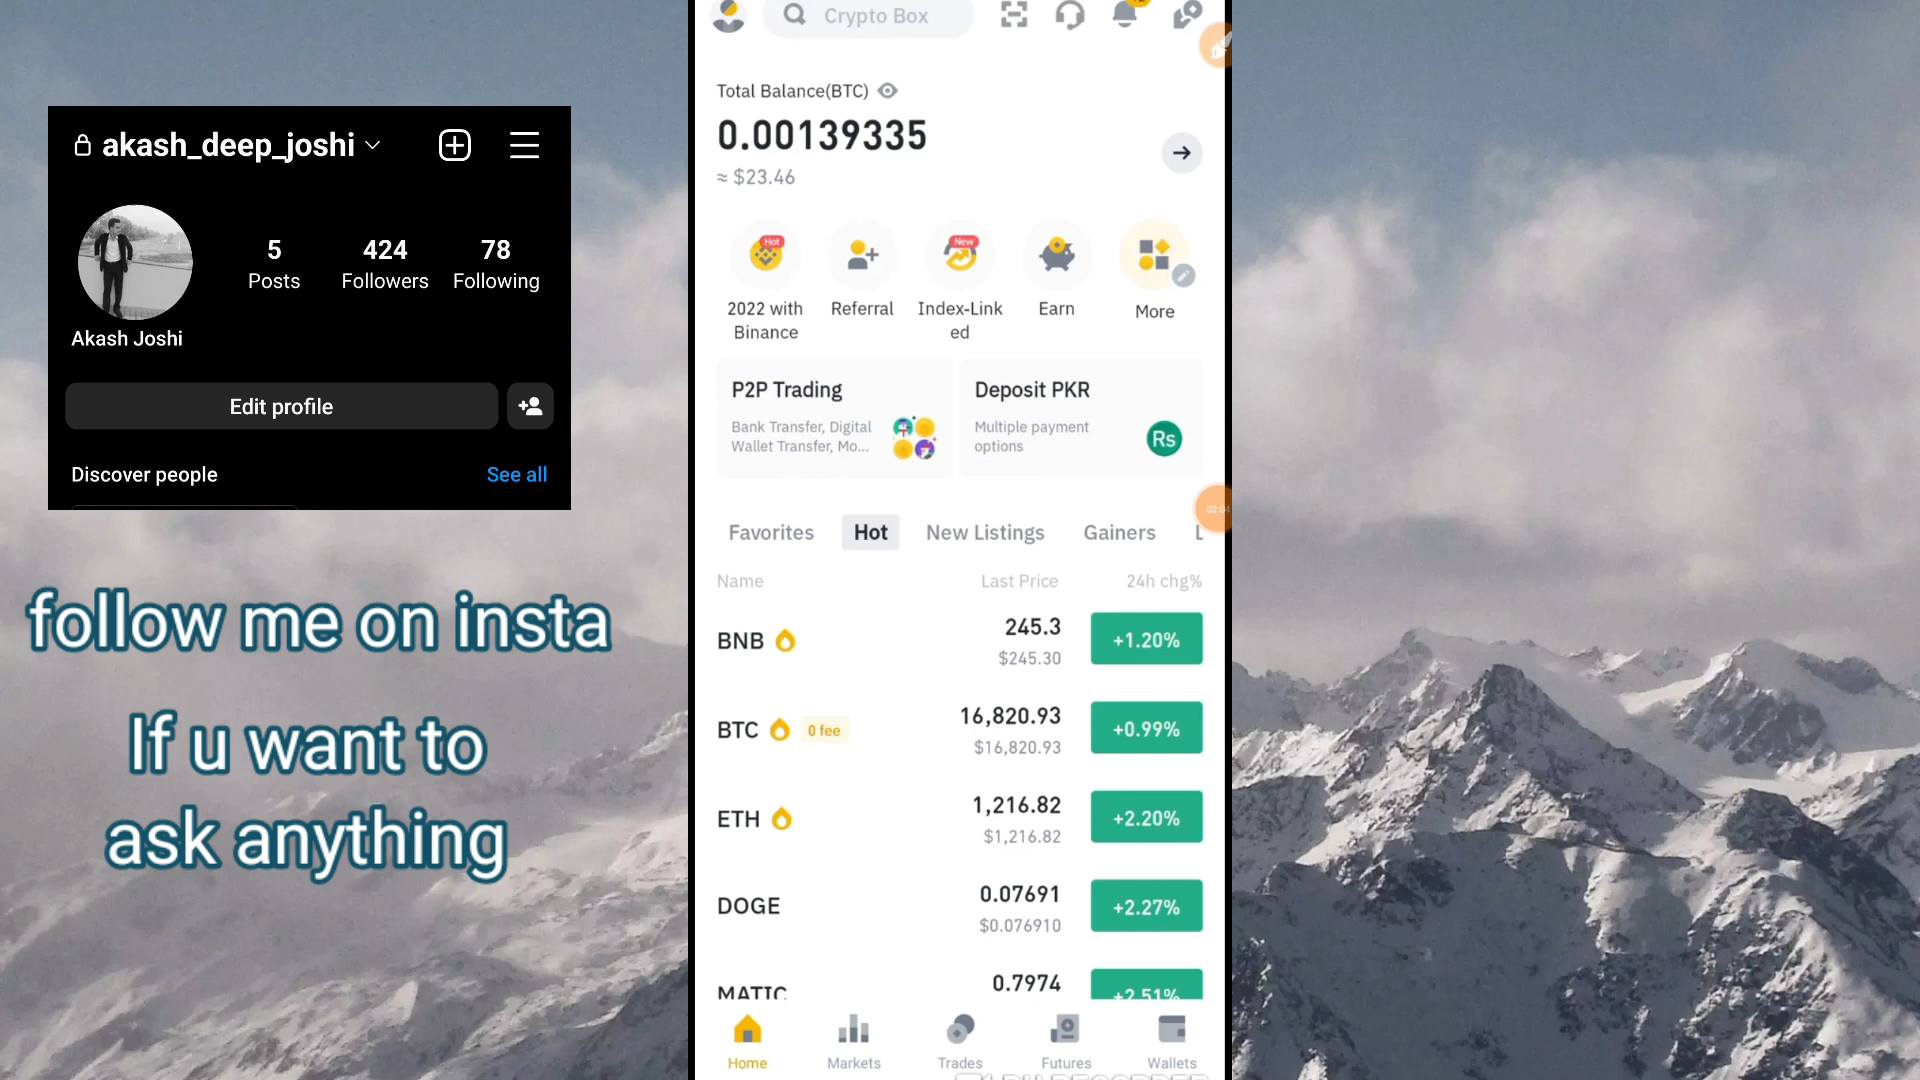 akash_deep_joshi
5
424
78
Posts
Followers
Following
Akash Joshi
Edit profile
Discover people
See all
follow me on insta
If u want to
ask anything
Crypto Box
Total Balance(BTC)
0.00139335
≈ $23.46
Hot
New
2022 with
Binance
Referral
Index-Link
ed
Earn
More
P2P Trading
Bank Transfer, Digital
Wallet Transfer, Mo...
Deposit PKR
Multiple payment
options
Rs
02:04
Favorites
Hot
New Listings
Gainers
Name
Last Price
24h chg%
BNB
245.3
$245.30
+1.20%
BTC
0 fee
16,820.93
$16,820.93
+0.99%
ETH
1,216.82
$1,216.82
+2.20%
DOGE
0.07691
$0.076910
+2.27%
MATIC
0.7974
+2.51%
Home
Markets
Trades
Futures
Wallets